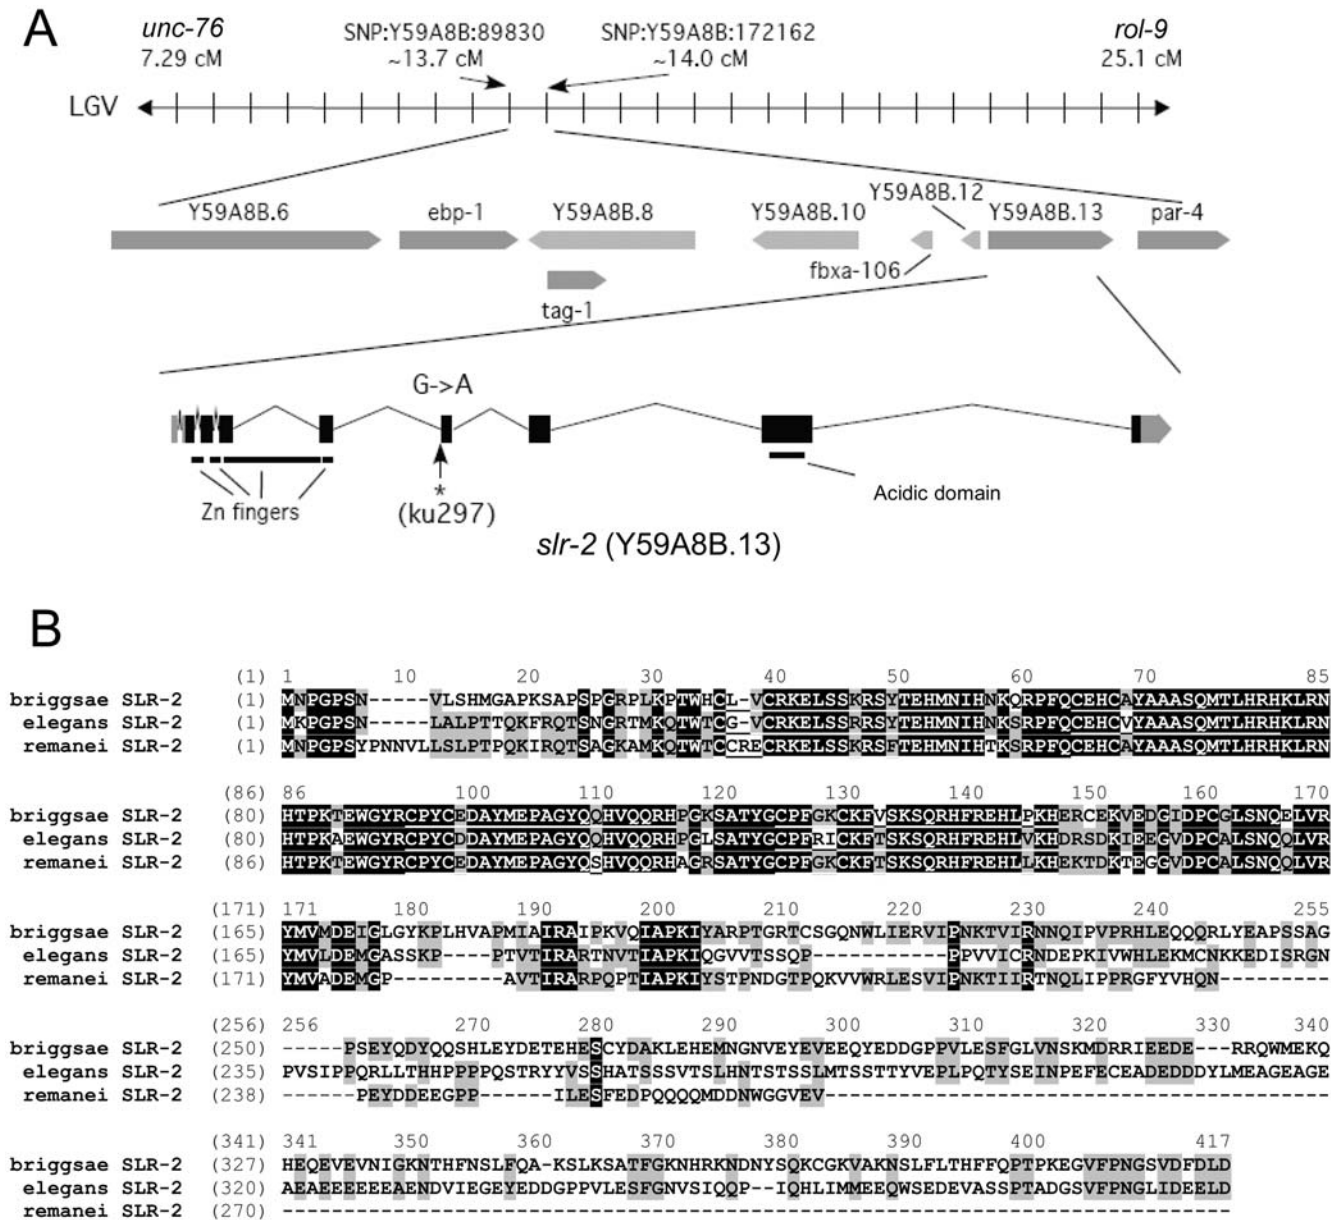 A
unc-76
7.29 cM
SNP:Y59A8B:89830
~13.7 cM
SNP:Y59A8B:172162
~14.0 cM
rol-9
25.1 cM
LGV
Y59A8B.6
ebp-1
Y59A8B.8
Y59A8B.10
Y59A8B.12
Y59A8B.13
par-4
fbxa-106
tag-1
G->A
Zn fingers
*
(ku297)
Acidic domain
slr-2 (Y59A8B.13)
B
(1) 1 10 20 30 40 50 60 70 85
briggsae SLR-2 (1) MNPGPSN-----VLSHMGAPKSAPSPGRPLKPTWHCL-VCRKELSSKRSYTEHMNIHNKQRPFQCEHCAYAAASQMTLHRHKLRN
elegans SLR-2 (1) MKPGPSN-----LALPTTQKFRQTSNGRTMKQTWTCG-VCRKELSSRRSYTEHMNIHNKSRPFQCEHCVYAAASQMTLHRHKLRN
remanei SLR-2 (1) MNPGPSYPNNVLLSLPTPQKIRQTSAGKAMKQTWTCCRECRKELSSKRSFTEHMNIHTKSRPFQCEHCAYAAASQMTLHRHKLRN
(86) 86 100 110 120 130 140 150 160 170
briggsae SLR-2 (80) HTPKTEWGYRCPYCEDAYMEPAGYQQHVQQRHPGKSATYGCPFGKCKFVSKSQRHFREHLPKHERCEKVEDGIDPCGLSNQELVR
elegans SLR-2 (80) HTPKAEWGYRCPYCDDAYMEPAGYQQHVQQRHPGLSATYGCPFRICKFTSKSQRHFREHLVKHDRSDKIEEGVDPCALSNQQLVR
remanei SLR-2 (86) HTPKTEWGYRCPYCEDAYMEPAGYQSHVQQRHAGRSATYGCPFGKCKFTSKSQRHFREHLLKHEKTDKTEGGVDPCALSNQQLVR
(171) 171 180 190 200 210 220 230 240 255
briggsae SLR-2 (165) YMVMDEIGLGYKPLHVAPMIAIRAIPKVQIAPKIYARPTGRTCSGQNWLIERVIPNKTVIRNNQIPVPRHLEQQQRLYEAPSSAG
elegans SLR-2 (165) YMVLDEMGASSKP-----PTVTIRARTNVTIAPKIQGVVTSSQP-----------PPVVICRNDEPKIVWHLEKMCNKKEDISRGN
remanei SLR-2 (171) YMVADEMGP----------AVTIRARPQPTIAPKIYSTPNDGTPQKVVWRLESVIPNKTIIRTNQLIPPRGFYVHQN---------
(256) 256 270 280 290 300 310 320 330 340
briggsae SLR-2 (250) -----PSEYQDYQQSHLEYDETEHESCYDAKLEHEMNGNVEYEVEEQYEDDGPPVLESFGLVNSKMDRRIEEDE---RRQWMEKQ
elegans SLR-2 (235) PVSIPPQRLLTHHPPPPQSTRYYVSSHATSSSVTSLHNTSTSSLMTSSTTYVEPLPQTYSEINPEFECEADEDDDYLMEAGEAGE
remanei SLR-2 (238) ------PEYDDEEGPP------ILESFEDPQQQQMDDNWGGVEV-----------------------------------------
(341) 341 350 360 370 380 390 400 417
briggsae SLR-2 (327) HEQEVEVNIGKNTHFNSLFQA-KSLKSATFGKNHRKNDNYSQKCGKVAKNSLFLTHFFQPTPKEGVFPNGSVDFDLD
elegans SLR-2 (320) AEAEEEEEEAENDVIEGEYEDDGPPVLESFGNVSIQQP--IQHLIMMEEQWSEDEVASSPTADGSVFPNGLIDEELD
remanei SLR-2 (270) -----------------------------------------------------------------------------